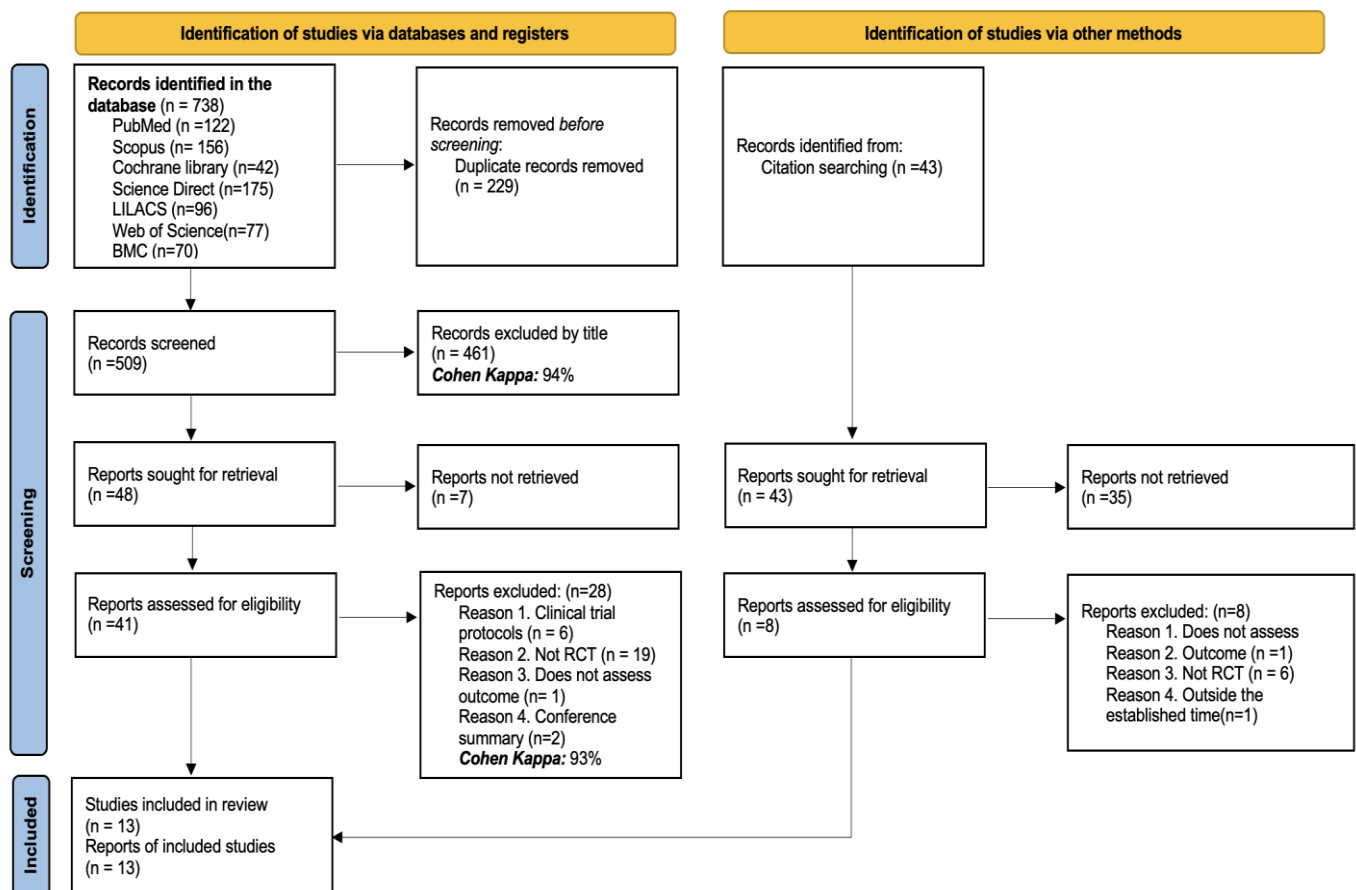 Identification of studies via databases and registers
Identification of studies via other methods
Identification
Records identified in the
database (n = 738)
PubMed (n =122)
Scopus (n= 156)
Cochrane library (n=42)
Science Direct (n=175)
LILACS (n=96)
Web of Science(n=77)
BMC (n=70)
Records removed before
screening:
Duplicate records removed
(n = 229)
Records identified from:
Citation searching (n =43)
Screening
Records screened
(n =509)
Records excluded by title
(n = 461)
Cohen Kappa: 94%
Reports sought for retrieval
(n =48)
Reports not retrieved
(n =7)
Reports sought for retrieval
(n = 43)
Reports not retrieved
(n =35)
Reports assessed for eligibility
(n =41)
Reports excluded: (n=28)
Reason 1. Clinical trial
protocols (n = 6)
Reason 2. Not RCT (n = 19)
Reason 3. Does not assess
outcome (n= 1)
Reason 4. Conference
summary (n=2)
Cohen Kappa: 93%
Reports assessed for eligibility
(n =8)
Reports excluded: (n=8)
Reason 1. Does not assess
Reason 2. Outcome (n =1)
Reason 3. Not RCT (n = 6)
Reason 4. Outside the
established time(n=1)
Included
Studies included in review
(n = 13)
Reports of included studies
(n = 13)